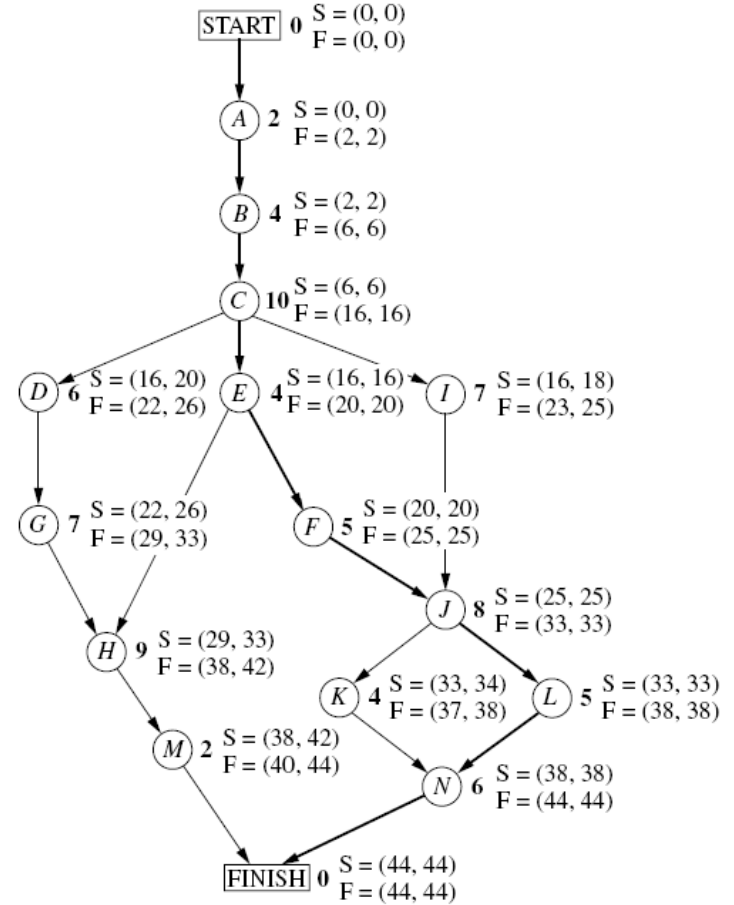 START 0 S = (0, 0)
F = (0, 0)
A 2 S = (0, 0)
F = (2, 2)
B 4 S = (2, 2)
F = (6, 6)
C 10 S = (6, 6)
F = (16, 16)
D 6 S = (16, 20)
F = (22, 26)
E 4 S = (16, 16)
F = (20, 20)
I 7 S = (16, 18)
F = (23, 25)
G 7 S = (22, 26)
F = (29, 33)
F 5 S = (20, 20)
F = (25, 25)
J 8 S = (25, 25)
F = (33, 33)
H 9 S = (29, 33)
F = (38, 42)
K 4 S = (33, 34)
F = (37, 38)
L 5 S = (33, 33)
F = (38, 38)
M 2 S = (38, 42)
F = (40, 44)
N 6 S = (38, 38)
F = (44, 44)
FINISH 0 S = (44, 44)
F = (44, 44)